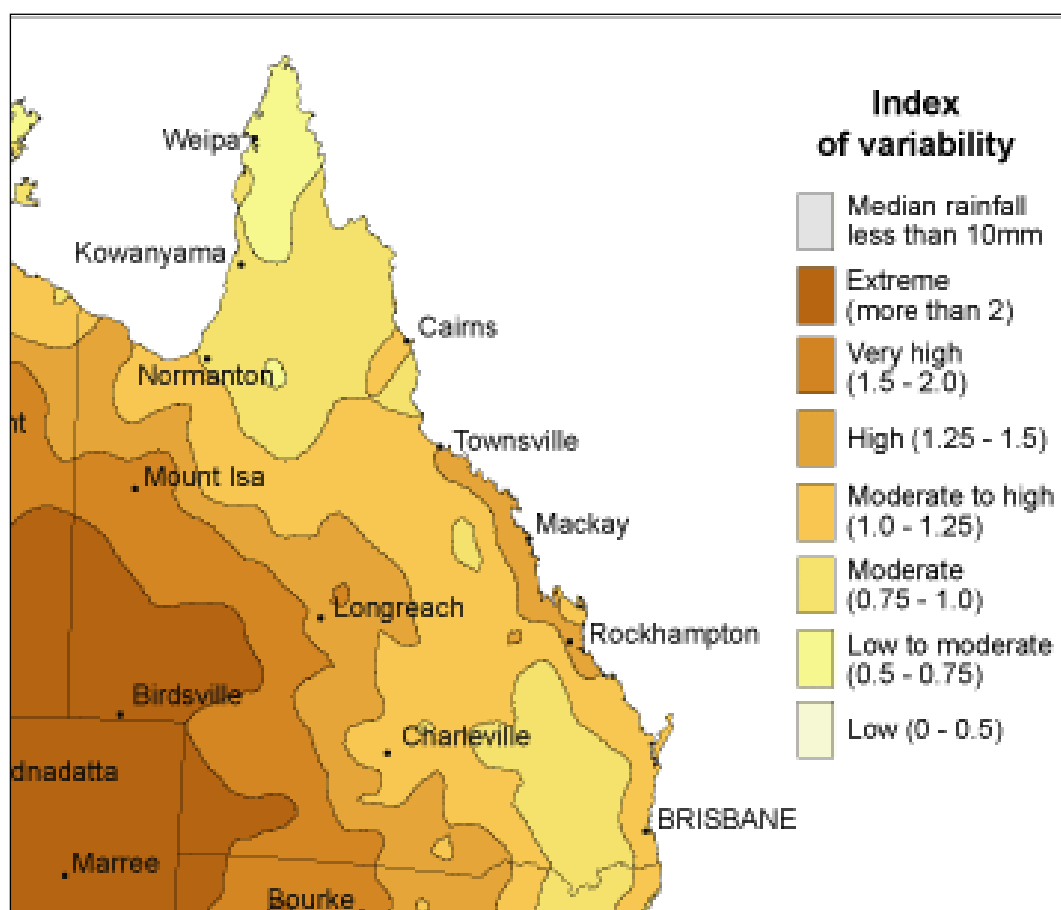 Index
of variability
Median rainfall
less than 10mm
Extreme
(more than 2)
Very high
(1.5 - 2.0)
High (1.25 - 1.5)
Moderate to high
(1.0 - 1.25)
Moderate
(0.75 - 1.0)
Low to moderate
(0.5 - 0.75)
Low (0 - 0.5)
Weipa
Kowanyama
Cairns
Normanton
nt
Townsville
Mount Isa
Mackay
Longreach
Rockhampton
Birdsville
Charleville
dnadatta
BRISBANE
Marree
Bourke